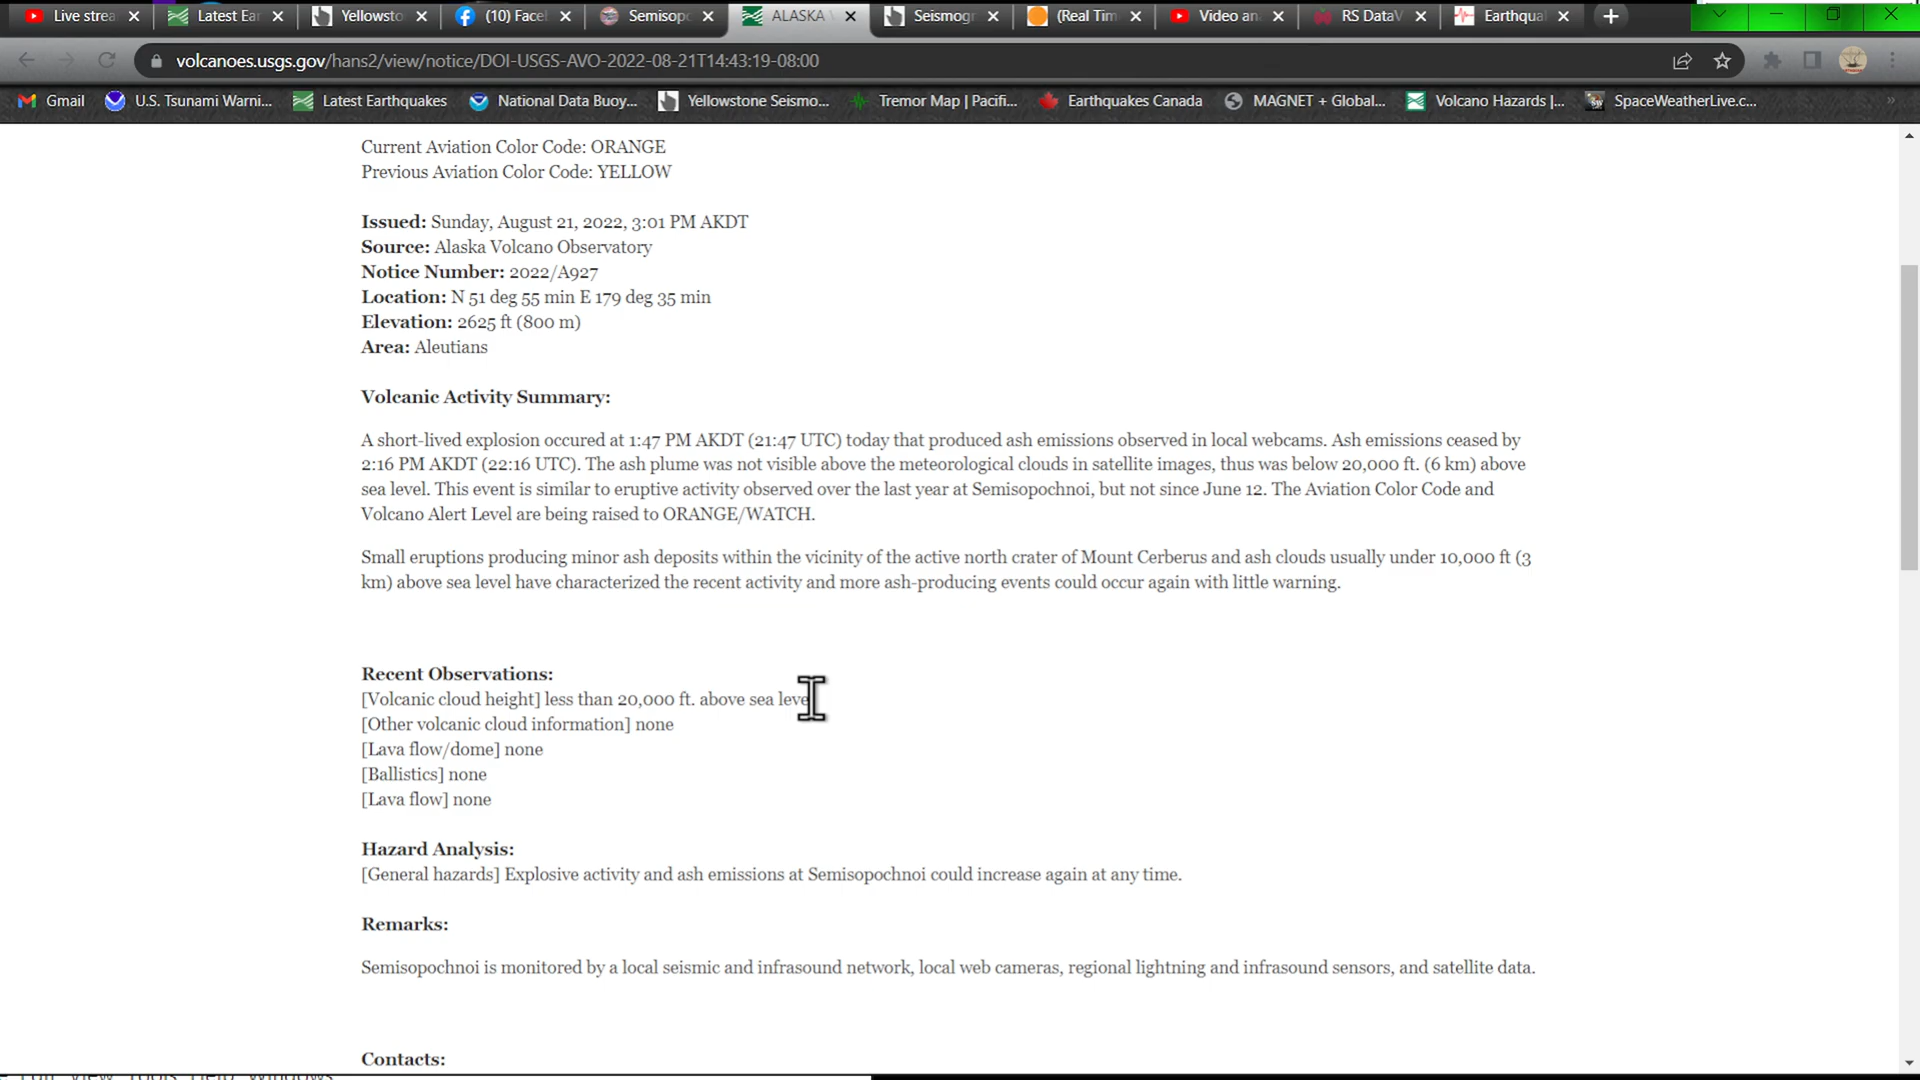 Live strea
Latest Ear
Yellowsto
(10) Facel
Semisopo
ALASKA V
Seismogr
(Real Tim
Video an
RS DataV
Earthqua
volcanoes.usgs.gov/hans2/view/notice/DOI-USGS-AVO-2022-08-21T14:43:19-08:00
Gmail
U.S. Tsunami Warni...
Latest Earthquakes
National Data Buoy...
Yellowstone Seismo...
Tremor Map | Pacifi...
Earthquakes Canada
MAGNET + Global...
Volcano Hazards |...
SpaceWeatherLive.c...
Current Aviation Color Code: ORANGE
Previous Aviation Color Code: YELLOW
Issued: Sunday, August 21, 2022, 3:01 PM AKDT
Source: Alaska Volcano Observatory
Notice Number: 2022/A927
Location: N 51 deg 55 min E 179 deg 35 min
Elevation: 2625 ft (800 m)
Area: Aleutians
Volcanic Activity Summary:
A short-lived explosion occured at 1:47 PM AKDT (21:47 UTC) today that produced ash emissions observed in local webcams. Ash emissions ceased by
2:16 PM AKDT (22:16 UTC). The ash plume was not visible above the meteorological clouds in satellite images, thus was below 20,000 ft. (6 km) above
sea level. This event is similar to eruptive activity observed over the last year at Semisopochnoi, but not since June 12. The Aviation Color Code and
Volcano Alert Level are being raised to ORANGE/WATCH.
Small eruptions producing minor ash deposits within the vicinity of the active north crater of Mount Cerberus and ash clouds usually under 10,000 ft (3
km) above sea level have characterized the recent activity and more ash-producing events could occur again with little warning.
Recent Observations:
[Volcanic cloud height] less than 20,000 ft. above sea leve
[Other volcanic cloud information] none
[Lava flow/dome] none
[Ballistics] none
[Lava flow] none
Hazard Analysis:
[General hazards] Explosive activity and ash emissions at Semisopochnoi could increase again at any time.
Remarks:
Semisopochnoi is monitored by a local seismic and infrasound network, local web cameras, regional lightning and infrasound sensors, and satellite data.
Contacts: